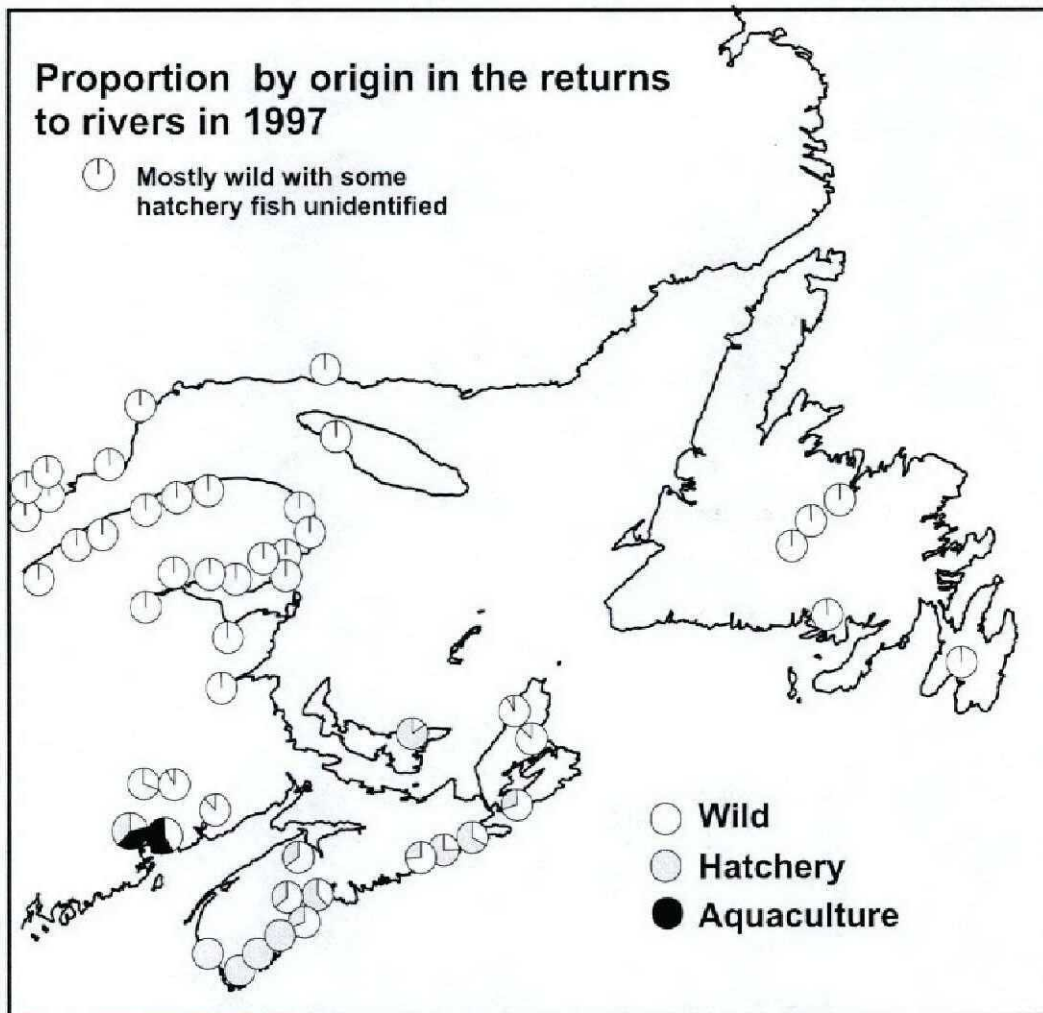 Proportion by origin in the returns
to rivers in 1997
Mostly wild with some
hatchery fish unidentified
Wild
Hatchery
Aquaculture